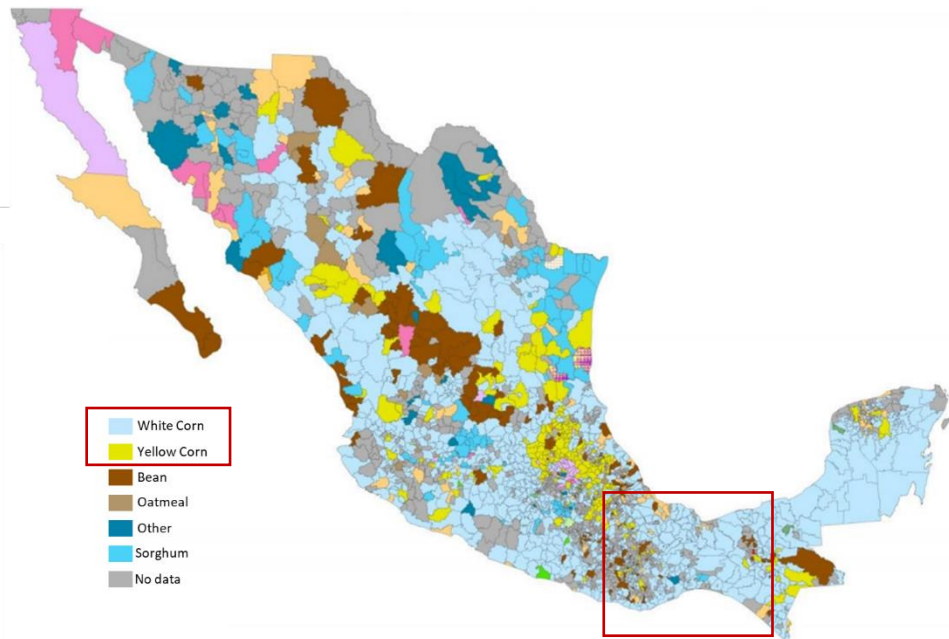 White Corn
Yellow Corn
Bean
Oatmeal
Other
Sorghum
No data